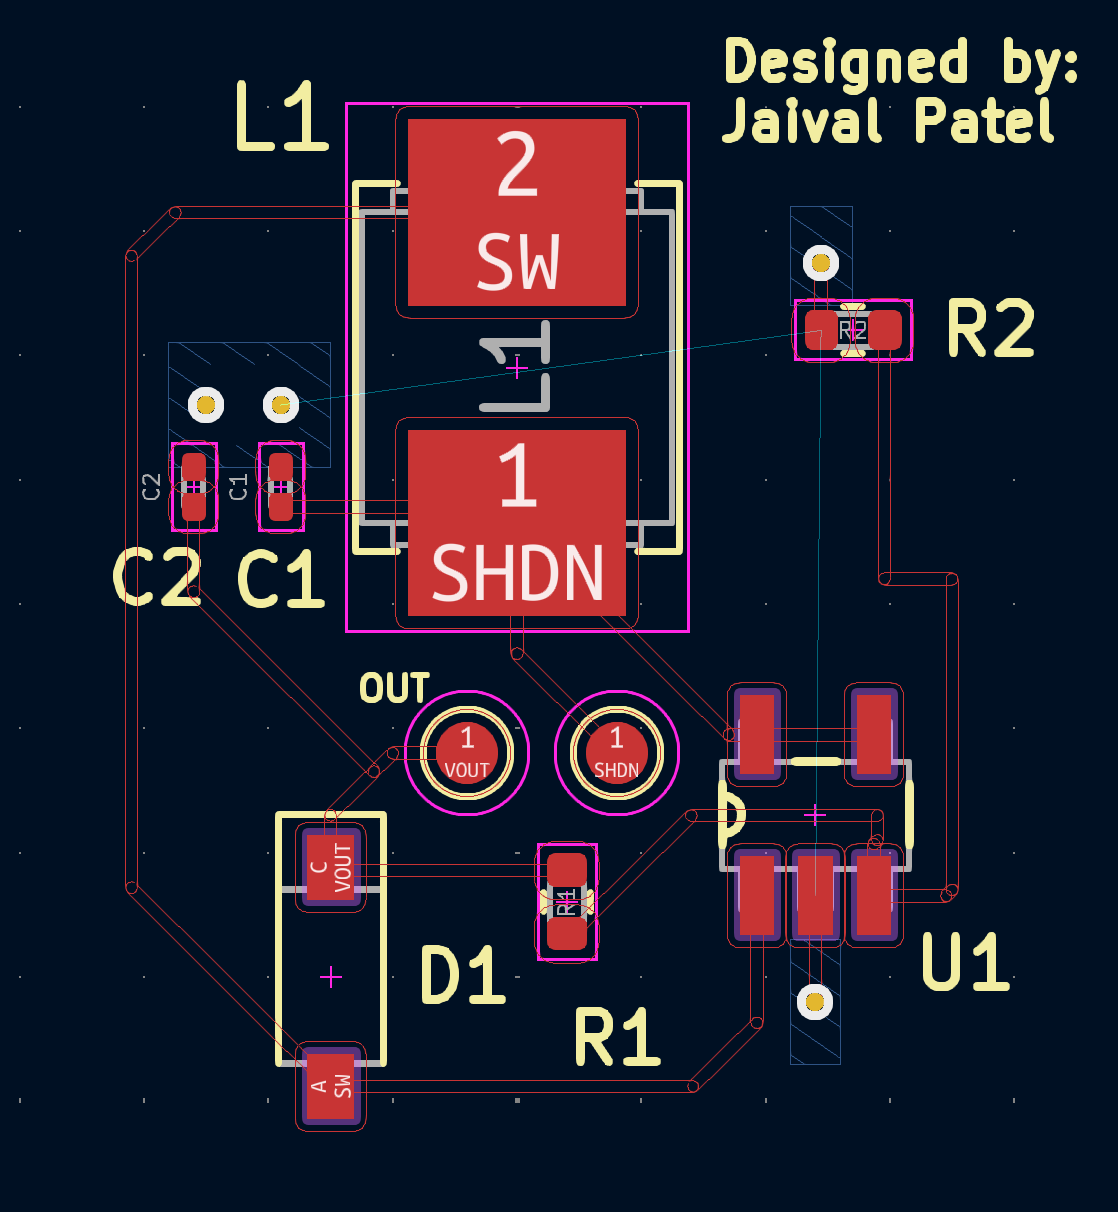 Designed by:
Jaival Patel
L1
2
SW
L1
R2
R2
C2
C1
1
SHDN
C2
C1
OUT
1
VOUT
1
SHDN
C
VOUT
R1
D1
U1
R1
A
SW